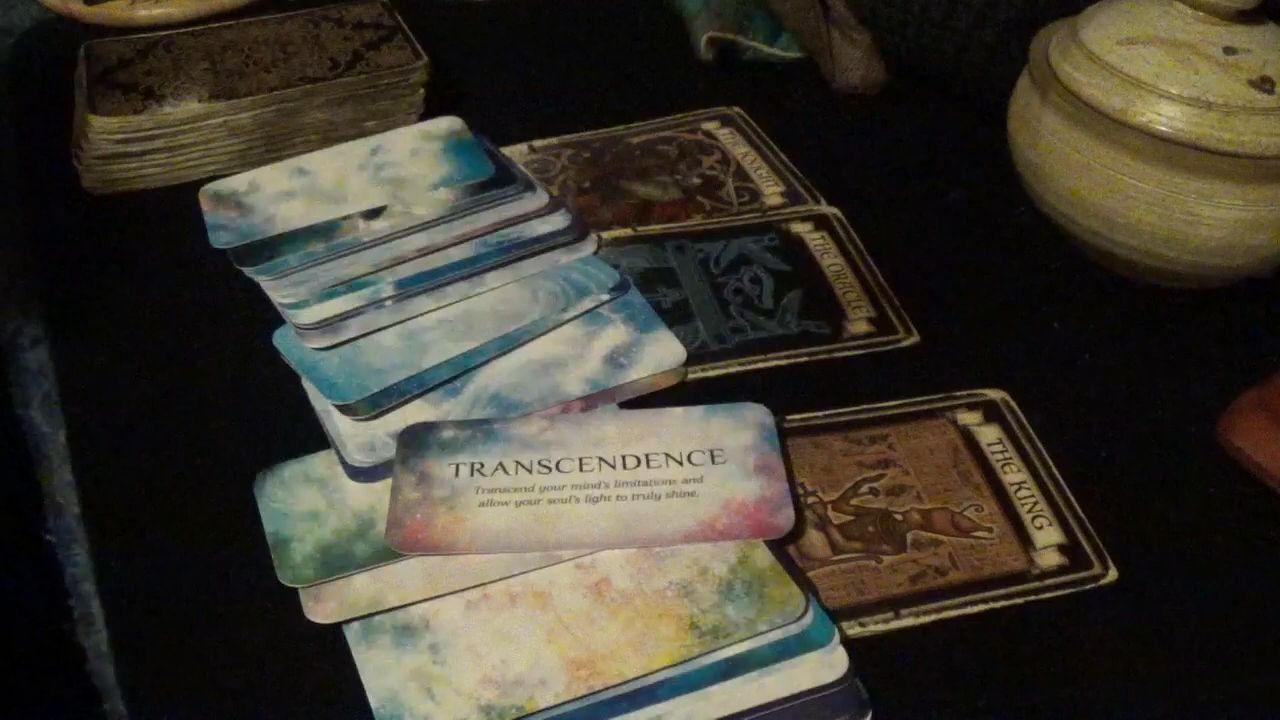 THE KNIGHT
THE ORACLE
TRANSCENDENCE
Transcend your mind's limitations and
allow your soul's light to truly shine.
THE KING